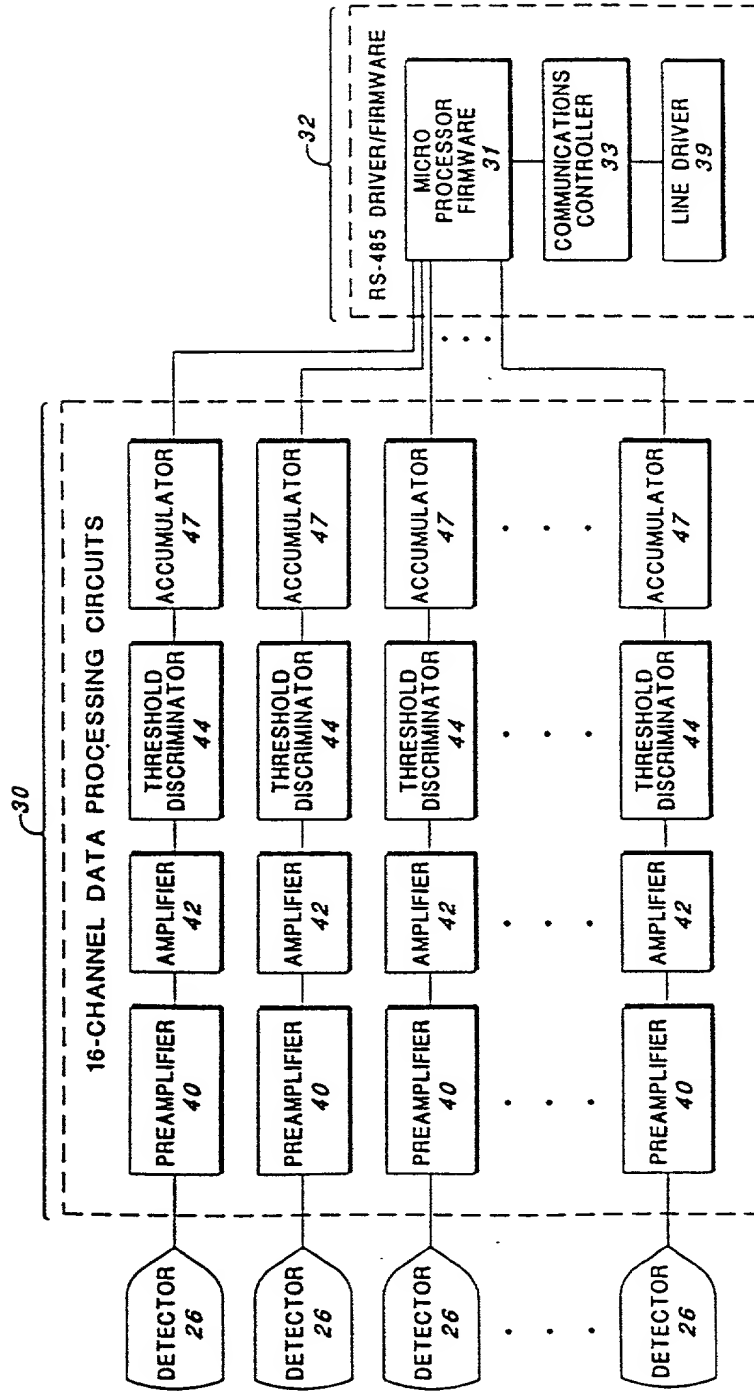 30
32
16-CHANNEL DATA PROCESSING CIRCUITS
RS-485 DRIVER/FIRMWARE
DETECTOR
26
PREAMPLIFIER
40
AMPLIFIER
42
THRESHOLD
DISCRIMINATOR
44
ACCUMULATOR
47
DETECTOR
26
PREAMPLIFIER
40
AMPLIFIER
42
THRESHOLD
DISCRIMINATOR
44
ACCUMULATOR
47
DETECTOR
26
PREAMPLIFIER
40
AMPLIFIER
42
THRESHOLD
DISCRIMINATOR
44
ACCUMULATOR
47
DETECTOR
26
PREAMPLIFIER
40
AMPLIFIER
42
THRESHOLD
DISCRIMINATOR
44
ACCUMULATOR
47
MICRO
PROCESSOR
FIRMWARE
31
COMMUNICATIONS
CONTROLLER
33
LINE DRIVER
39